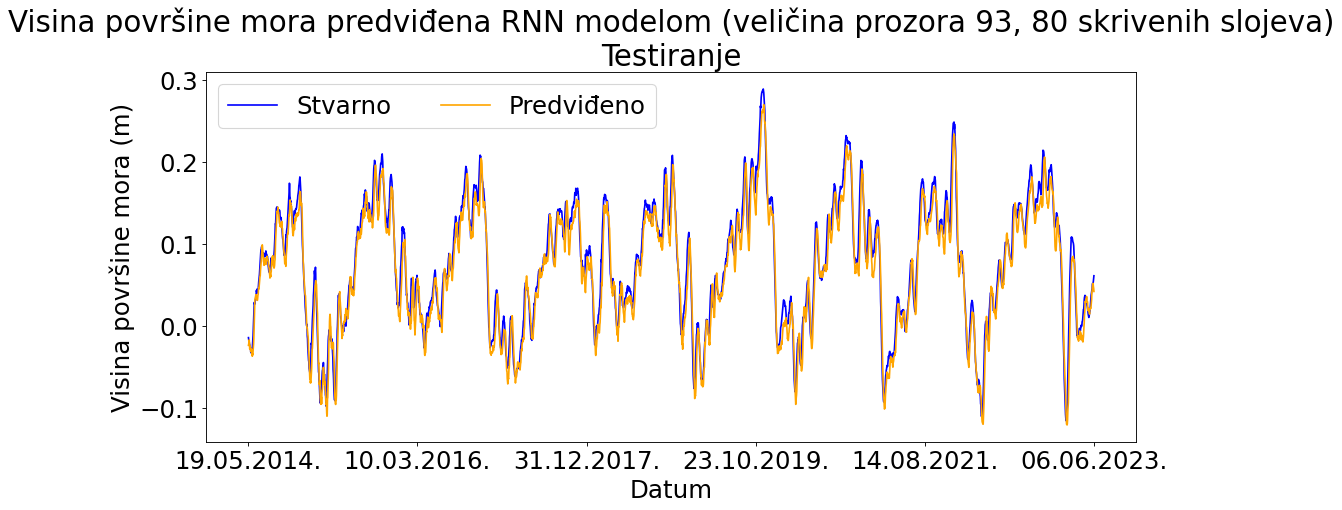 Visina površine mora predviđena RNN modelom (veličina prozora 93, 80 skrivenih slojeva)
Testiranje
Stvarno
Predviđeno
Visina površine mora (m)
0.3
0.2
0.1
0.0
−0.1
19.05.2014.
10.03.2016.
31.12.2017.
23.10.2019.
14.08.2021.
06.06.2023.
Datum